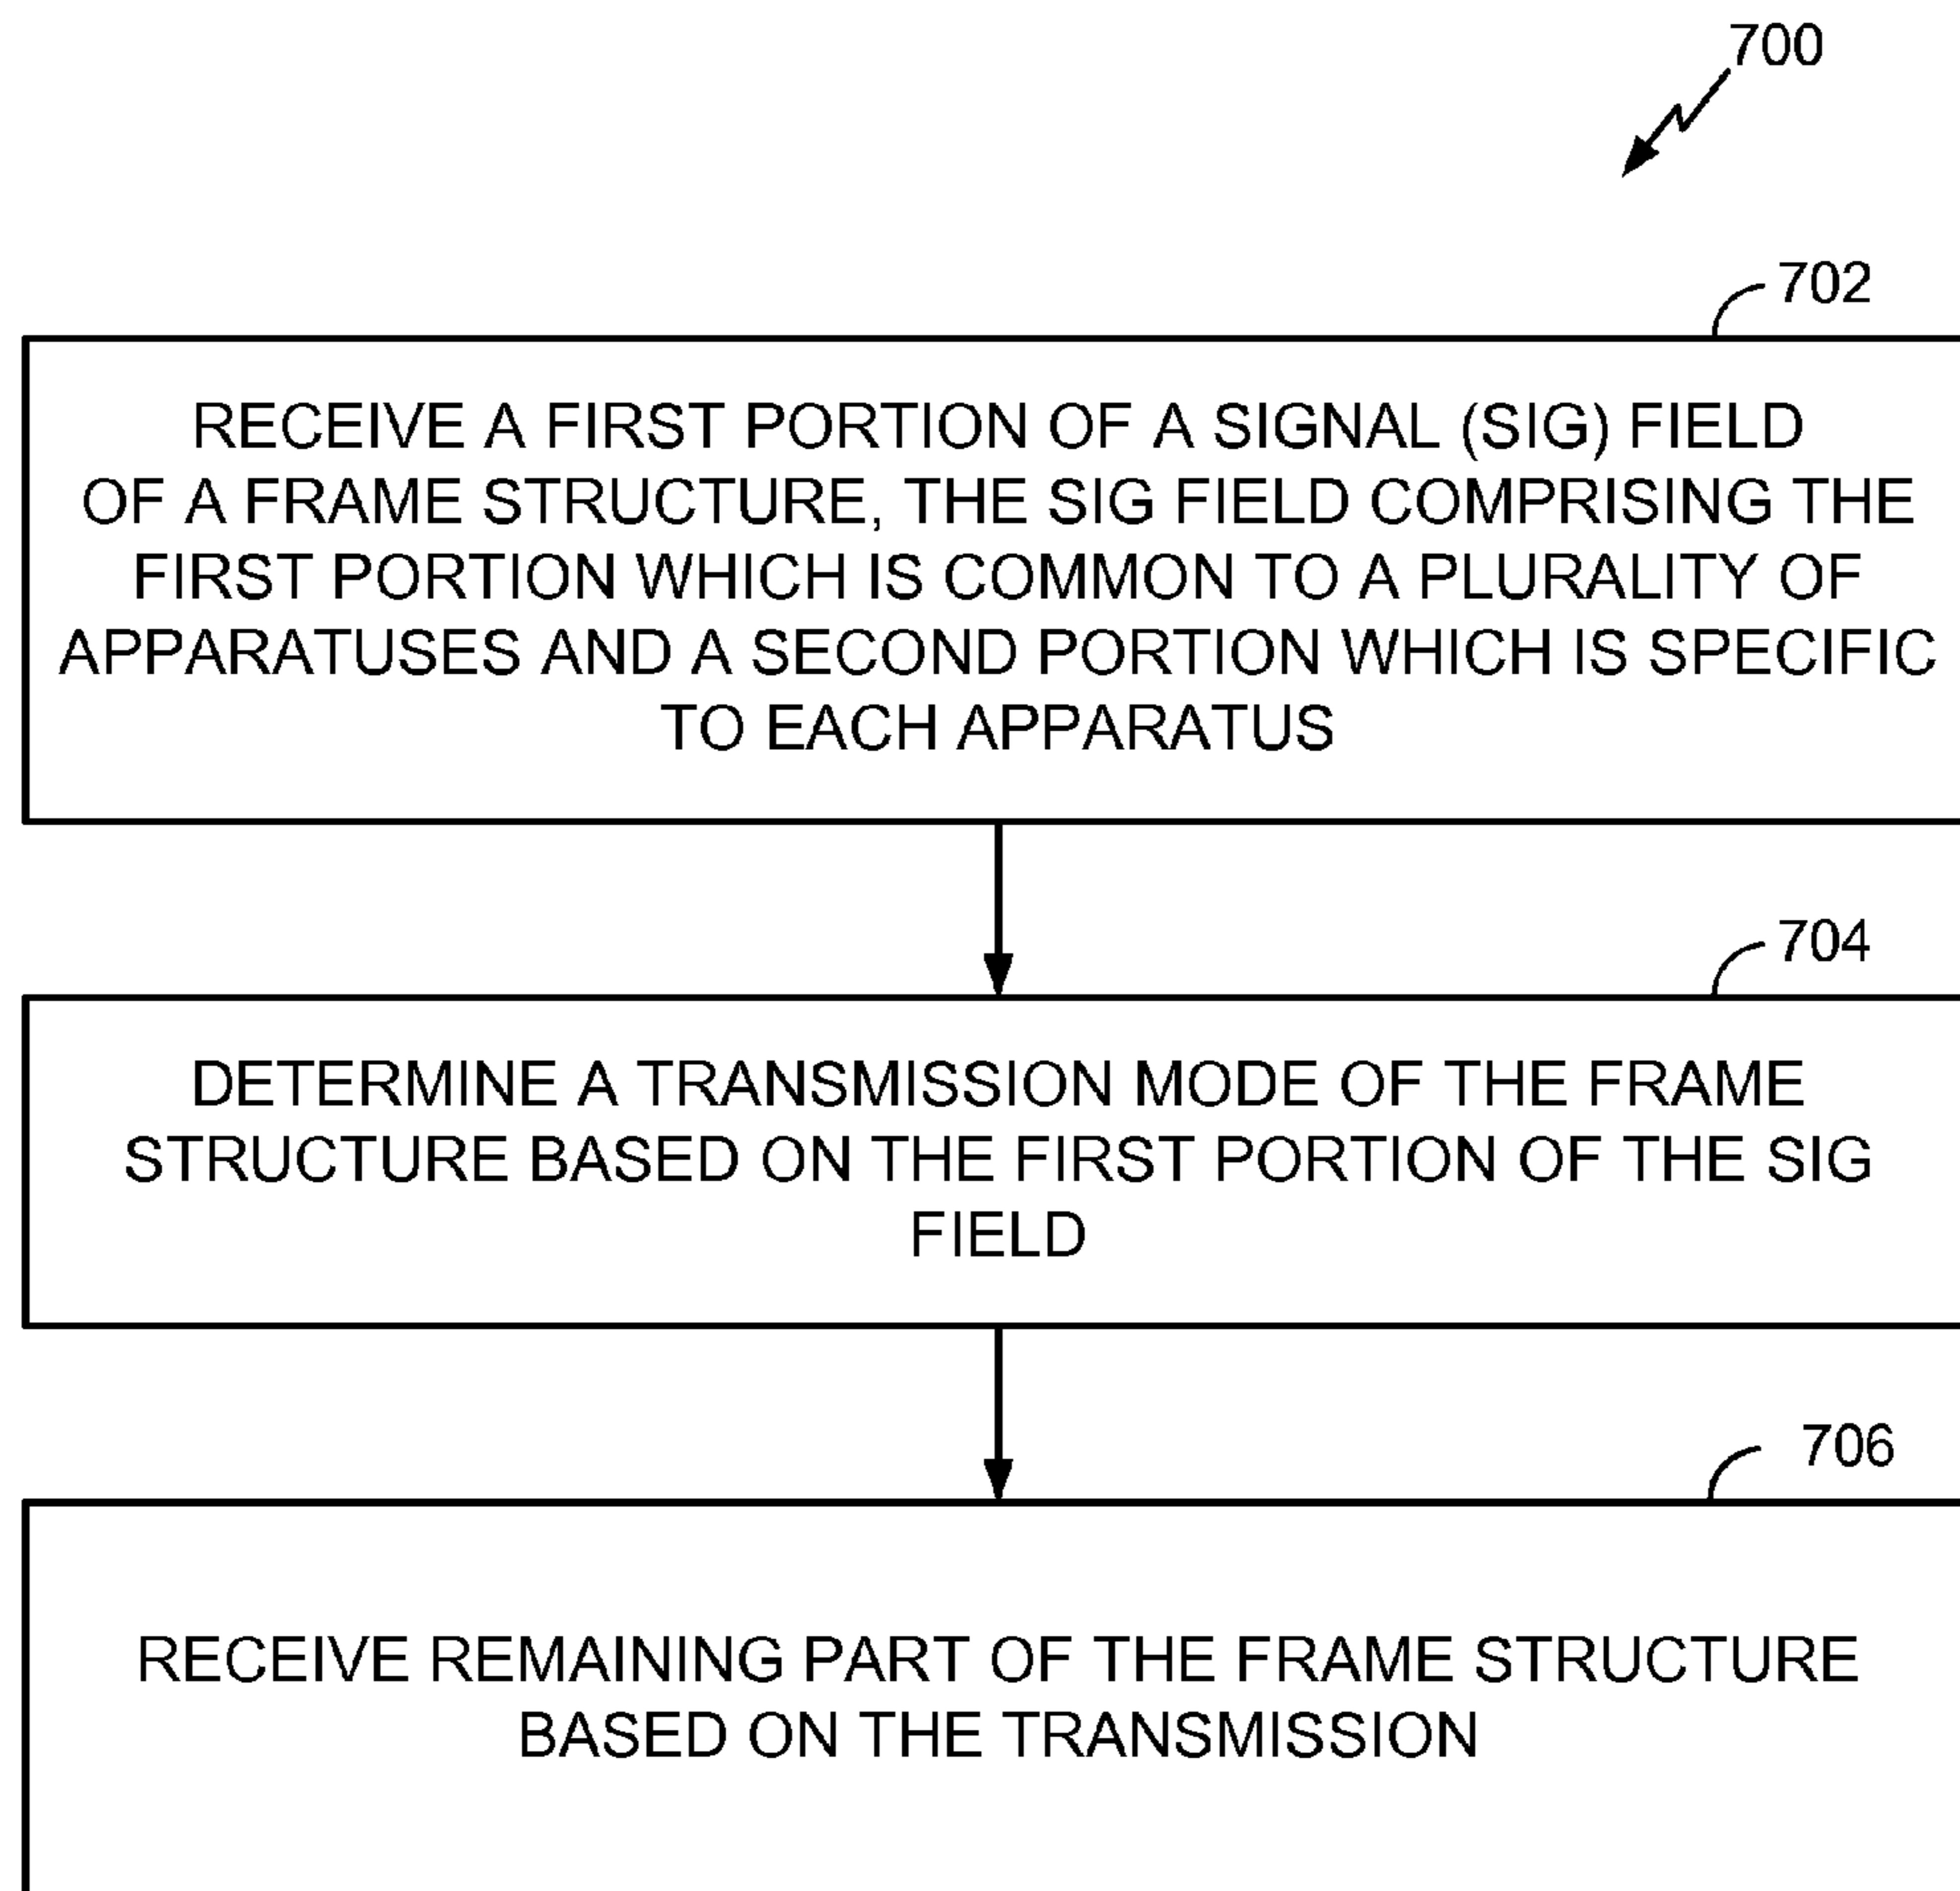 700
702
RECEIVE A FIRST PORTION OF A SIGNAL (SIG) FIELD
OF A FRAME STRUCTURE, THE SIG FIELD COMPRISING THE
FIRST PORTION WHICH IS COMMON TO A PLURALITY OF
APPARATUSES AND A SECOND PORTION WHICH IS SPECIFIC
TO EACH APPARATUS
704
DETERMINE A TRANSMISSION MODE OF THE FRAME
STRUCTURE BASED ON THE FIRST PORTION OF THE SIG
FIELD
706
RECEIVE REMAINING PART OF THE FRAME STRUCTURE
BASED ON THE TRANSMISSION